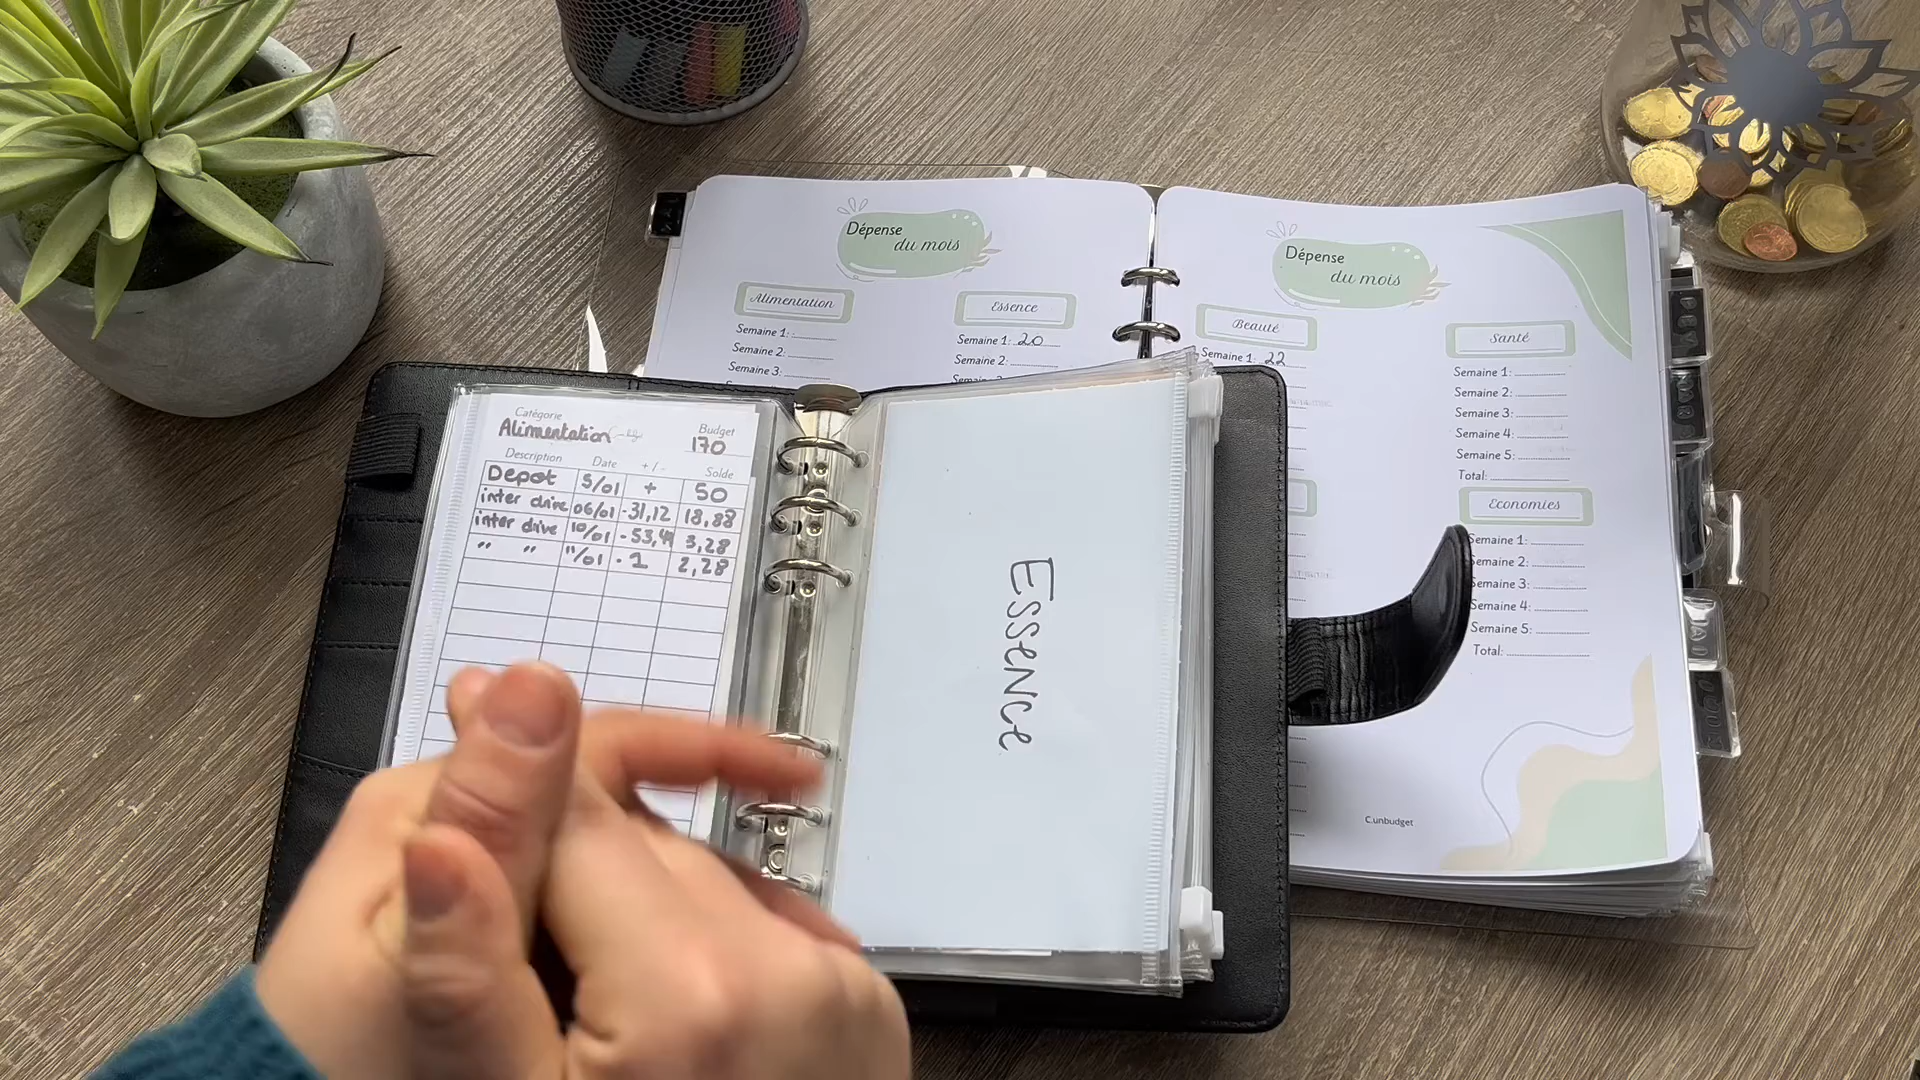 Dépense
du mois
Alimentation
Semaine 1:
Semaine 2:
Semaine 3:
Essence
Semaine 1: 20
Semaine 2:
Dépense
du mois
Beauté
Semaine 1: 22
Santé
Semaine 1:
Semaine 2:
Semaine 3:
Semaine 4:
Semaine 5:
Total:
Economies
Semaine 1:
Semaine 2:
Semaine 3:
Semaine 4:
Semaine 5:
Total:
C.unbudget
Catégorie
Alimentation
Budget
170
Description Date + / - Solde
Depot 5/01 + 50
inter drive 06/01 -31,12 18,88
inter drive 10/01 -53,49 3,28
" " 11/01 - 1 2,28
Essence